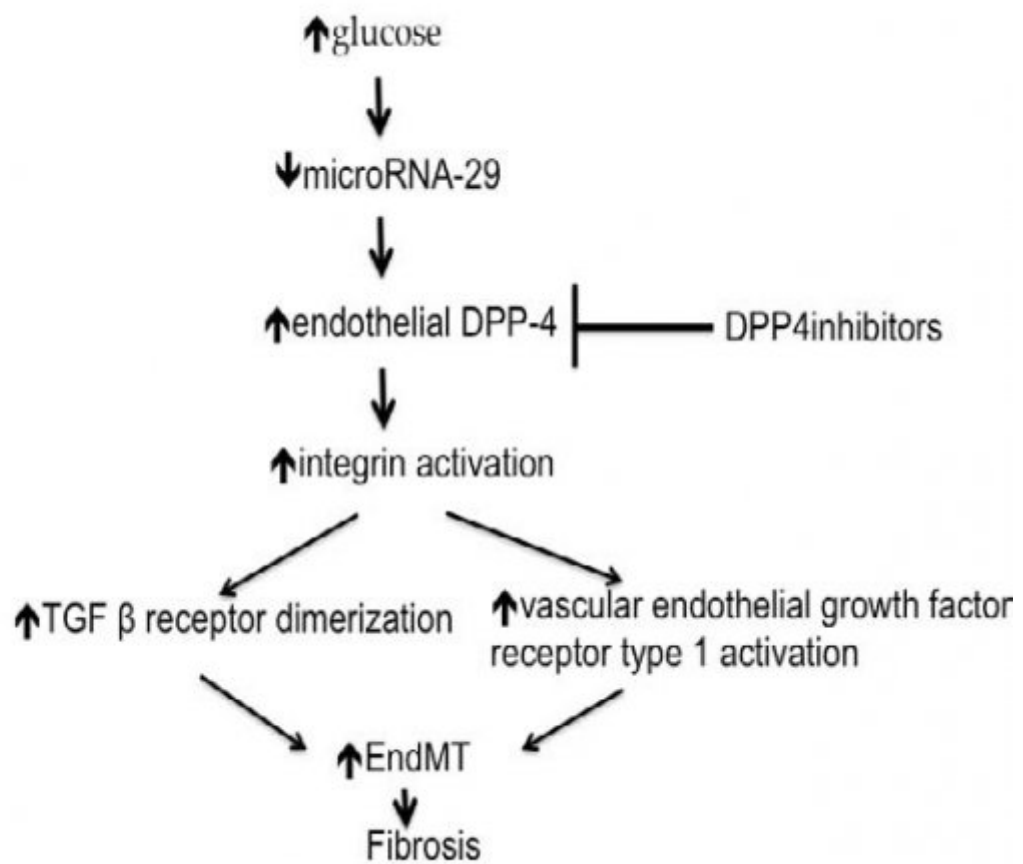 ↑glucose
↓microRNA-29
↑endothelial DPP-4
DPP4inhibitors
↑integrin activation
↑TGF β receptor dimerization
↑vascular endothelial growth factor
receptor type 1 activation
↑EndMT
Fibrosis